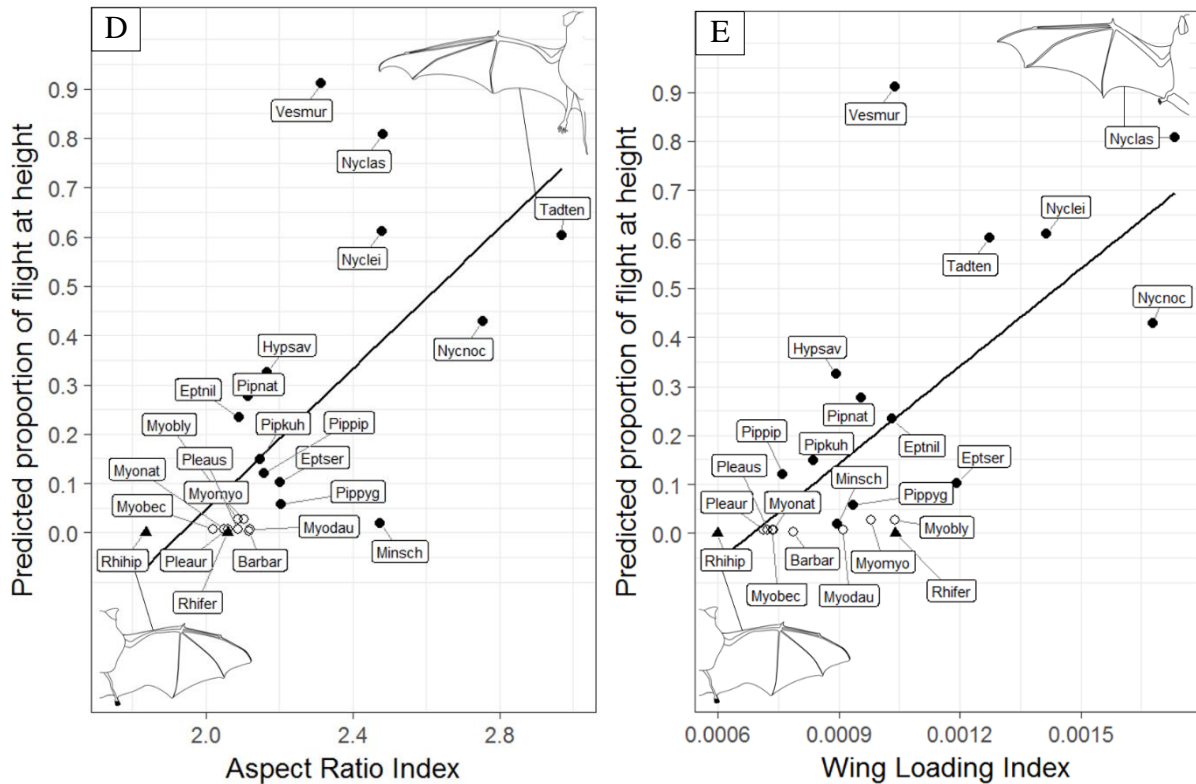 D
Predicted proportion of flight at height
0.9
0.8
0.7
0.6
0.5
0.4
0.3
0.2
0.1
0.0
Vesmur
Nyclas
Tadten
Nyclei
Nycnoc
Hypsav
Eptnil
Pipnat
Myobly
Pipkuh
Pippip
Myonat
Pleaus
Eptser
Myobec
Myomyo
Pippyg
Myodau
Minsch
Rhihip
Pleaur
Barbar
Rhifer
2.0
2.4
2.8
Aspect Ratio Index
E
Predicted proportion of flight at height
0.9
0.8
0.7
0.6
0.5
0.4
0.3
0.2
0.1
0.0
Vesmur
Nyclas
Nyclei
Tadten
Nycnoc
Hypsav
Pipnat
Pippip
Pipkuh
Eptnil
Pleaus
Minsch
Eptser
Pleaur
Myonat
Pippyg
Myobly
Rhihip
Barbar
Myomyo
Myobec
Myodau
Rhifer
0.0006
0.0009
0.0012
0.0015
Wing Loading Index